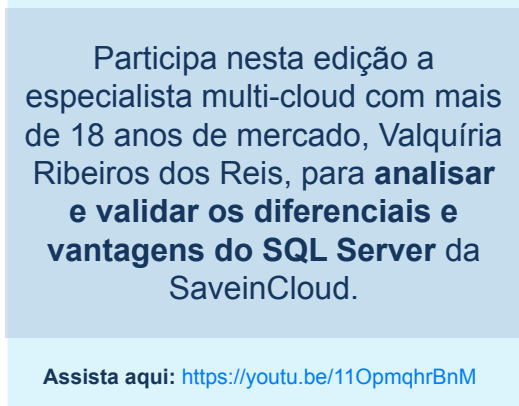 Participa nesta edição a
especialista multi-cloud com mais
de 18 anos de mercado, Valquíria
Ribeiros dos Reis, para analisar
e validar os diferenciais e
vantagens do SQL Server da
SaveinCloud.
Assista aqui: https://youtu.be/11OpmqhrBnM